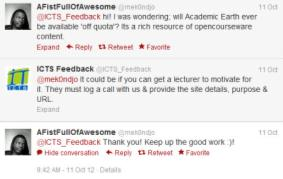 AFistFullOfAwesome @mek0ndjo 11 Oct
@ICTS_Feedback hi! I was wondering; will Academic Earth ever
be available 'off quota'? Its a rich resource of opencourseware
content.
Expand Reply Retweet Favorite
ICTS Feedback @ICTS_Feedback 11 Oct
@mek0ndjo It could be if you can get a lecturer to motivate for
it. They must log a call with us & provide the site details, purpose &
URL.
Expand
AFistFullOfAwesome @mek0ndjo 11 Oct
@ICTS_Feedback Thank you! Keep up the good work :)!
Hide conversation Reply Retweet Favorite
9:42 AM - 11 Oct 12 · Details